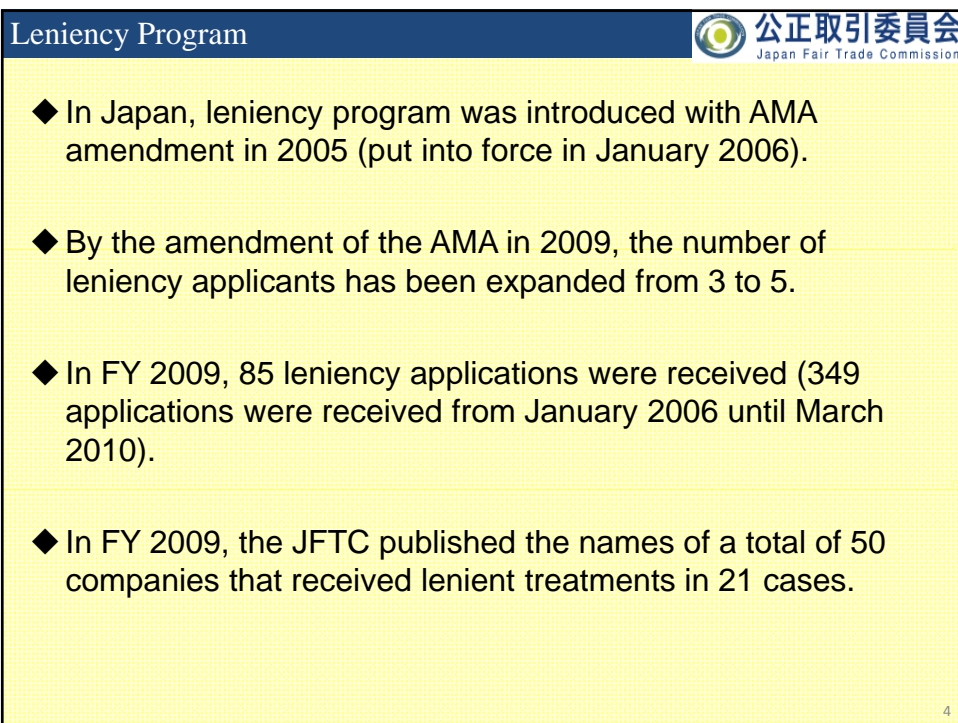 Leniency Program
公正取引委員会
Japan Fair Trade Commission
◆ In Japan, leniency program was introduced with AMA
amendment in 2005 (put into force in January 2006).
◆ By the amendment of the AMA in 2009, the number of
leniency applicants has been expanded from 3 to 5.
◆ In FY 2009, 85 leniency applications were received (349
applications were received from January 2006 until March
2010).
◆ In FY 2009, the JFTC published the names of a total of 50
companies that received lenient treatments in 21 cases.
4